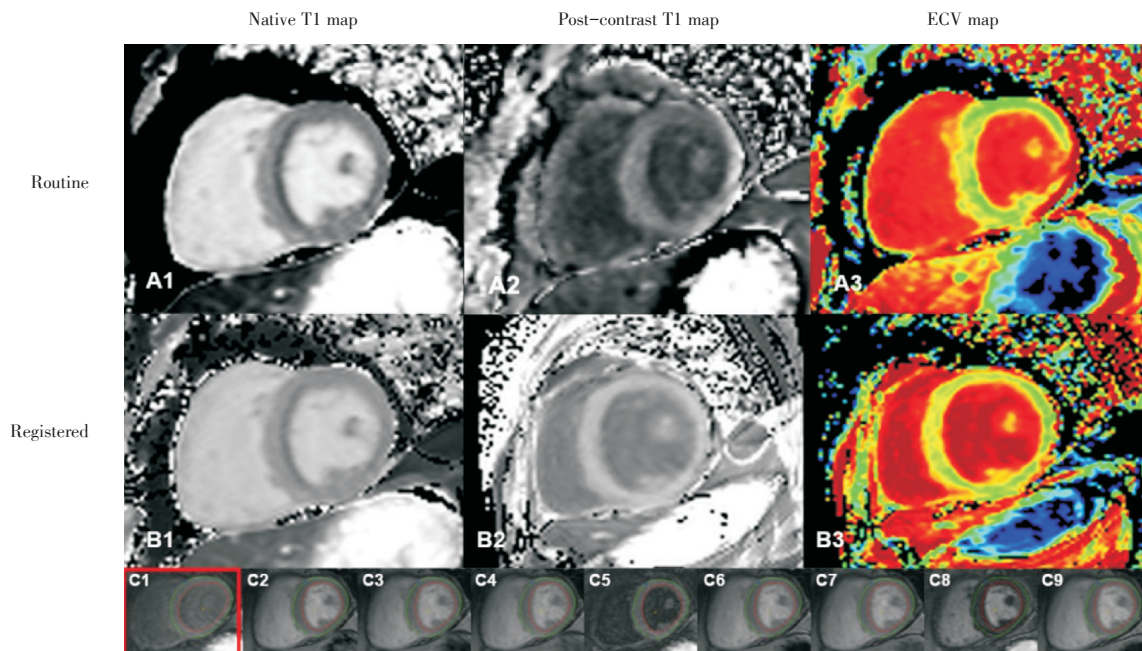 Native T1 map Post-contrast T1 map ECV map
Routine
A1 A2 A3
Registered
B1 B2 B3
C1 C2 C3 C4 C5 C6 C7 C8 C9